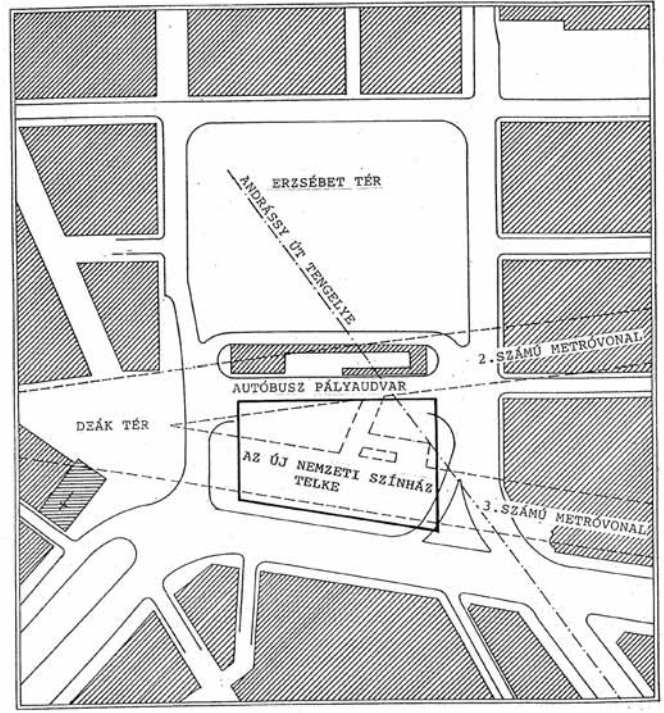 ERZSÉBET TÉR
ANDRÁSSY ÚT TENGELYE
2.SZÁMÚ METRÓVONAL
AUTÓBUSZ PÁLYAUDVAR
DEÁK TÉR
AZ ÚJ NEMZETI SZÍNHÁZ
TELKE
3.SZÁMÚ METRÓVONAL